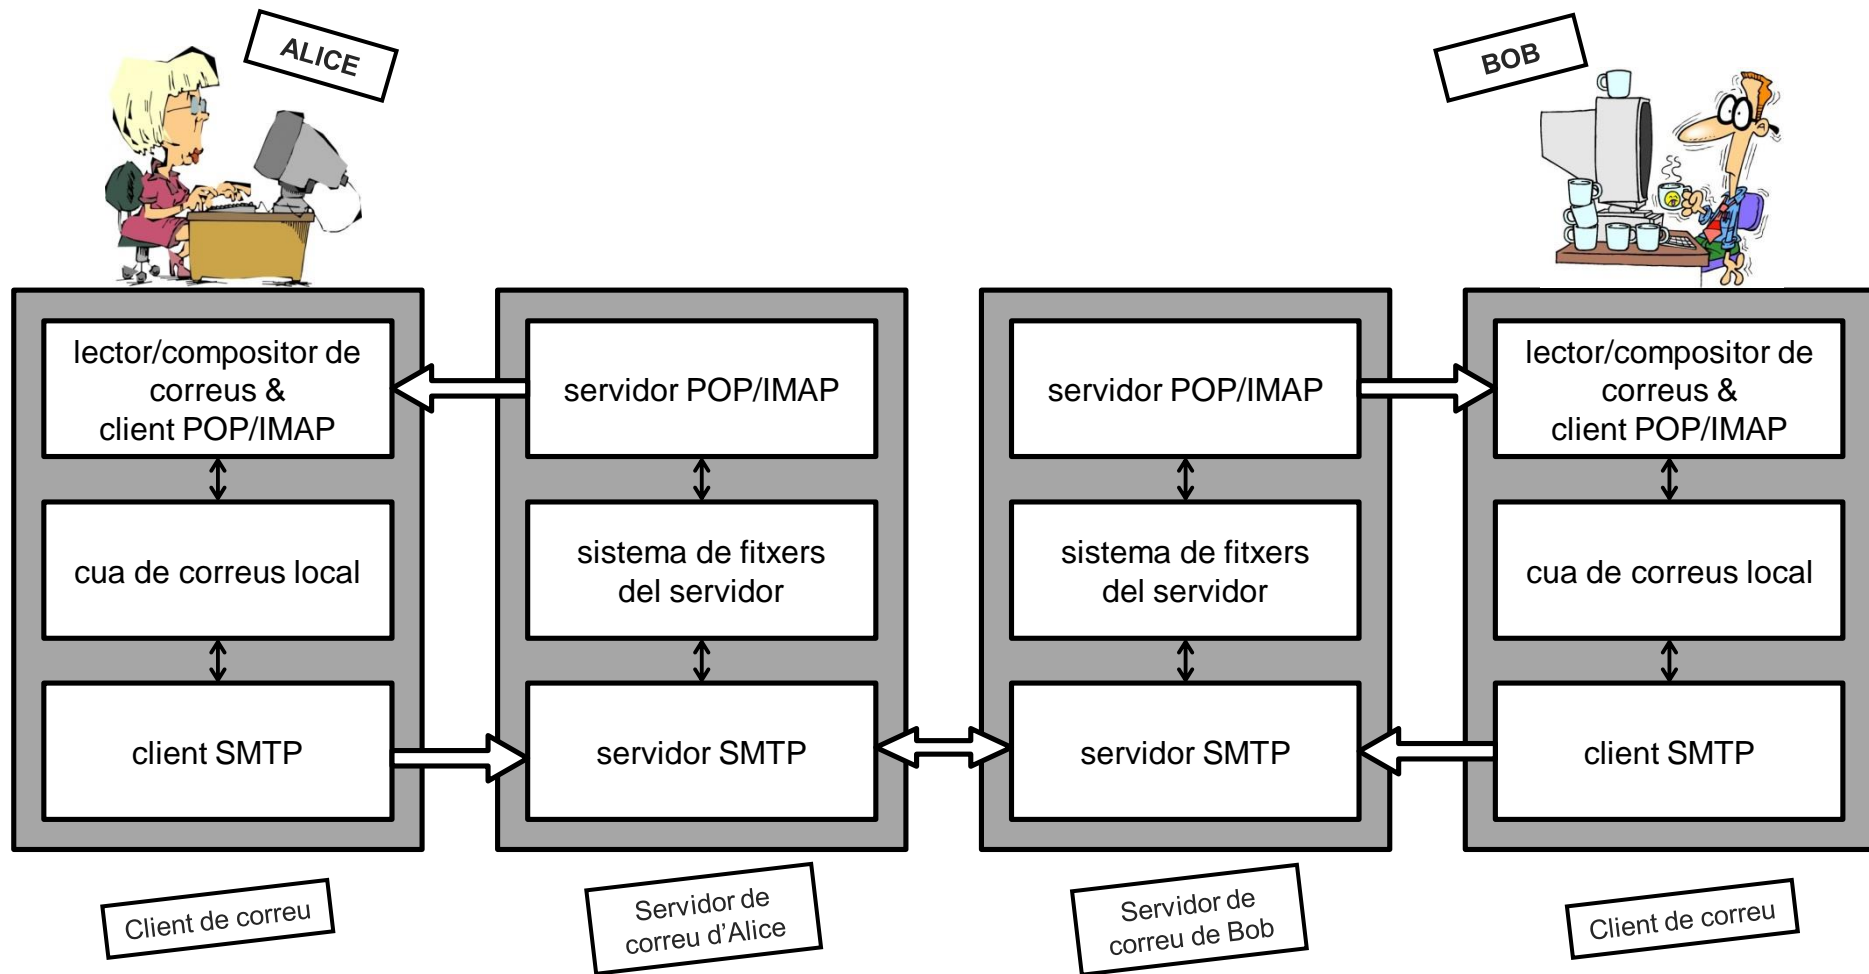 ALICE
BOB
lector/compositor de
correus &
client POP/IMAP
servidor POP/IMAP
servidor POP/IMAP
lector/compositor de
correus &
client POP/IMAP
cua de correus local
sistema de fitxers
del servidor
sistema de fitxers
del servidor
cua de correus local
client SMTP
servidor SMTP
servidor SMTP
client SMTP
Client de correu
Servidor de
correu d'Alice
Servidor de
correu de Bob
Client de correu